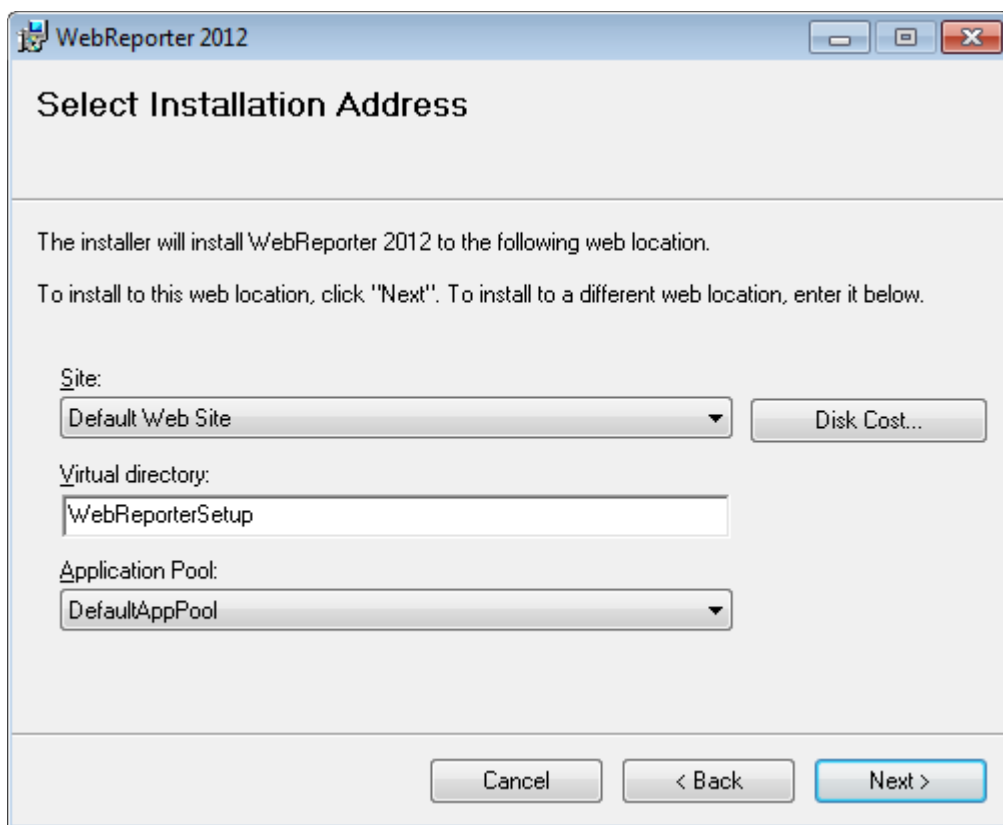 WebReporter 2012
Select Installation Address
The installer will install WebReporter 2012 to the following web location.
To install to this web location, click "Next". To install to a different web location, enter it below.
Site:
Default Web Site
Disk Cost...
Virtual directory:
WebReporterSetup
Application Pool:
DefaultAppPool
Cancel
< Back
Next >